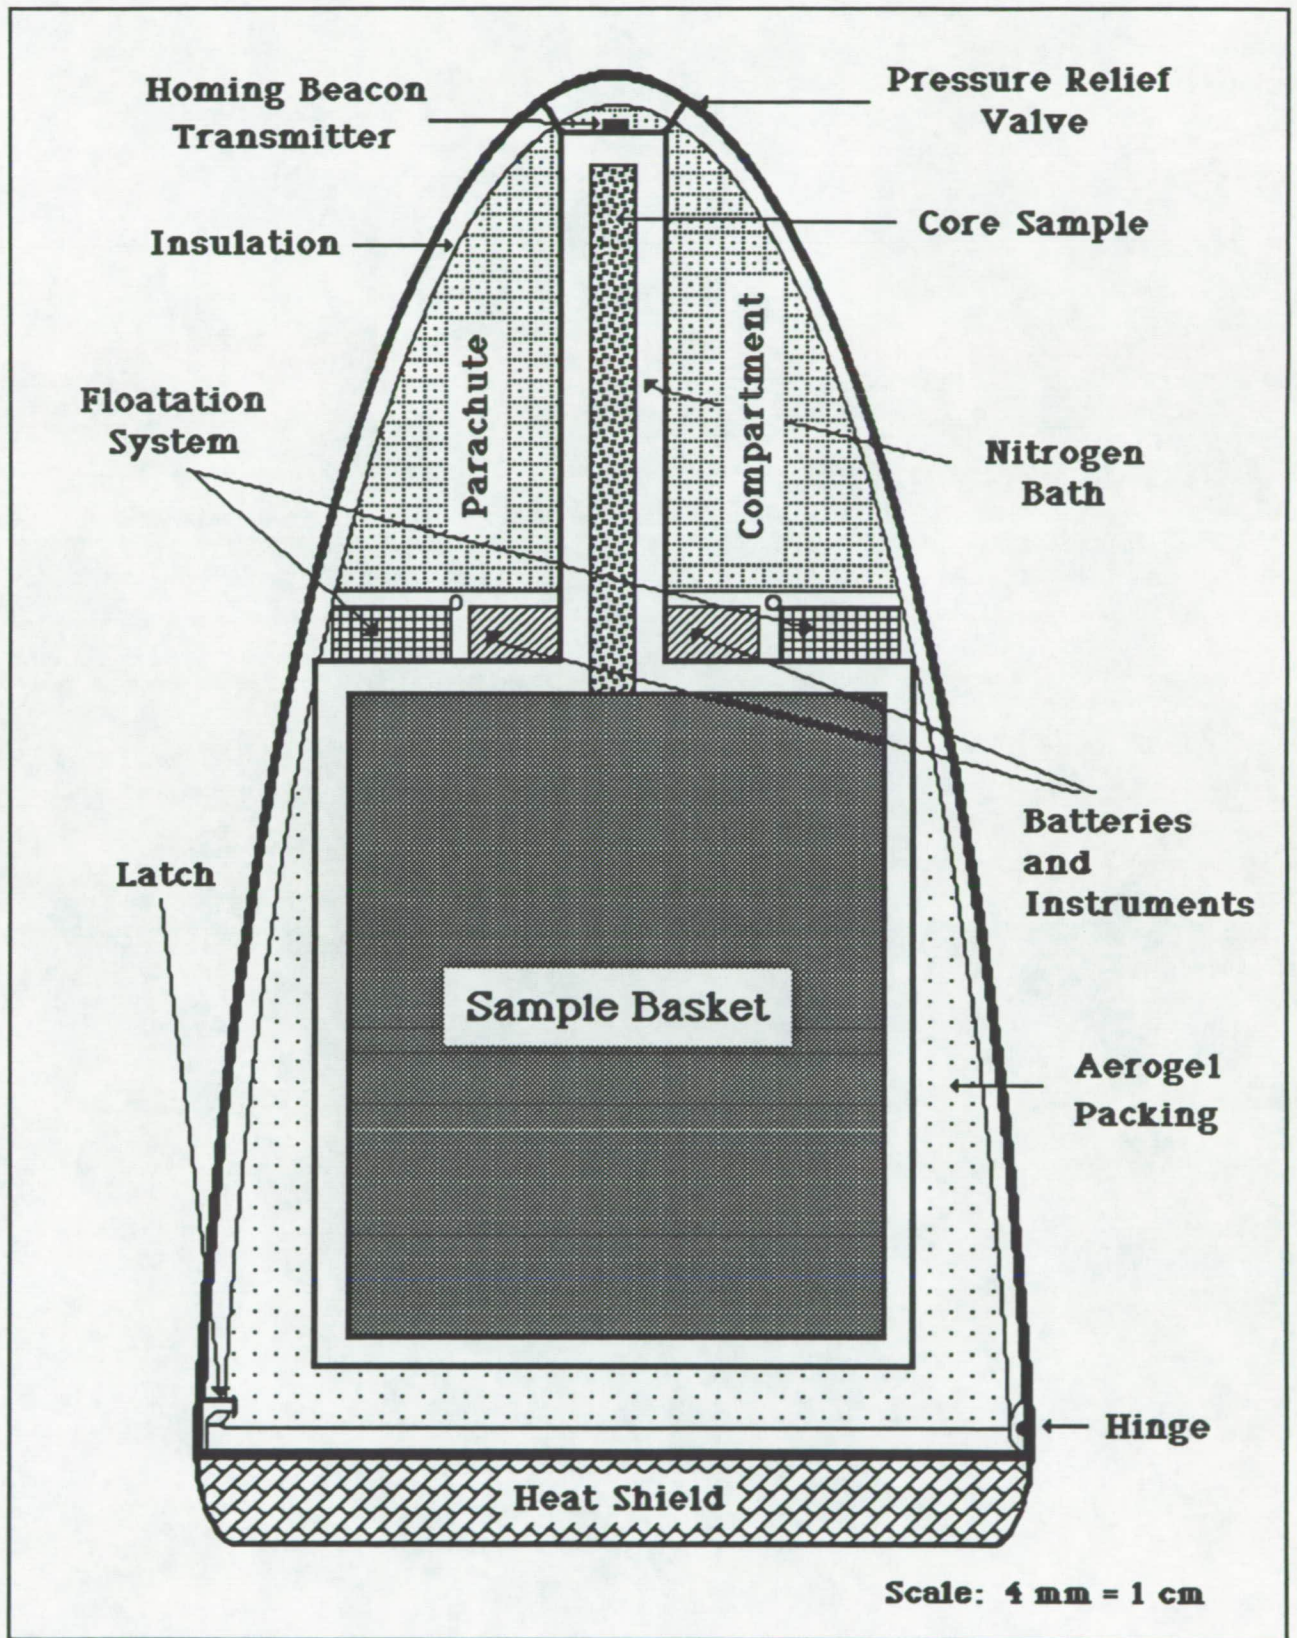 Homing Beacon
Transmitter
Pressure Relief
Valve
Core Sample
Insulation
Parachute
Compartment
Floatation
System
Nitrogen
Bath
Batteries
and
Instruments
Latch
Sample Basket
Aerogel
Packing
Hinge
Heat Shield
Scale: 4 mm = 1 cm